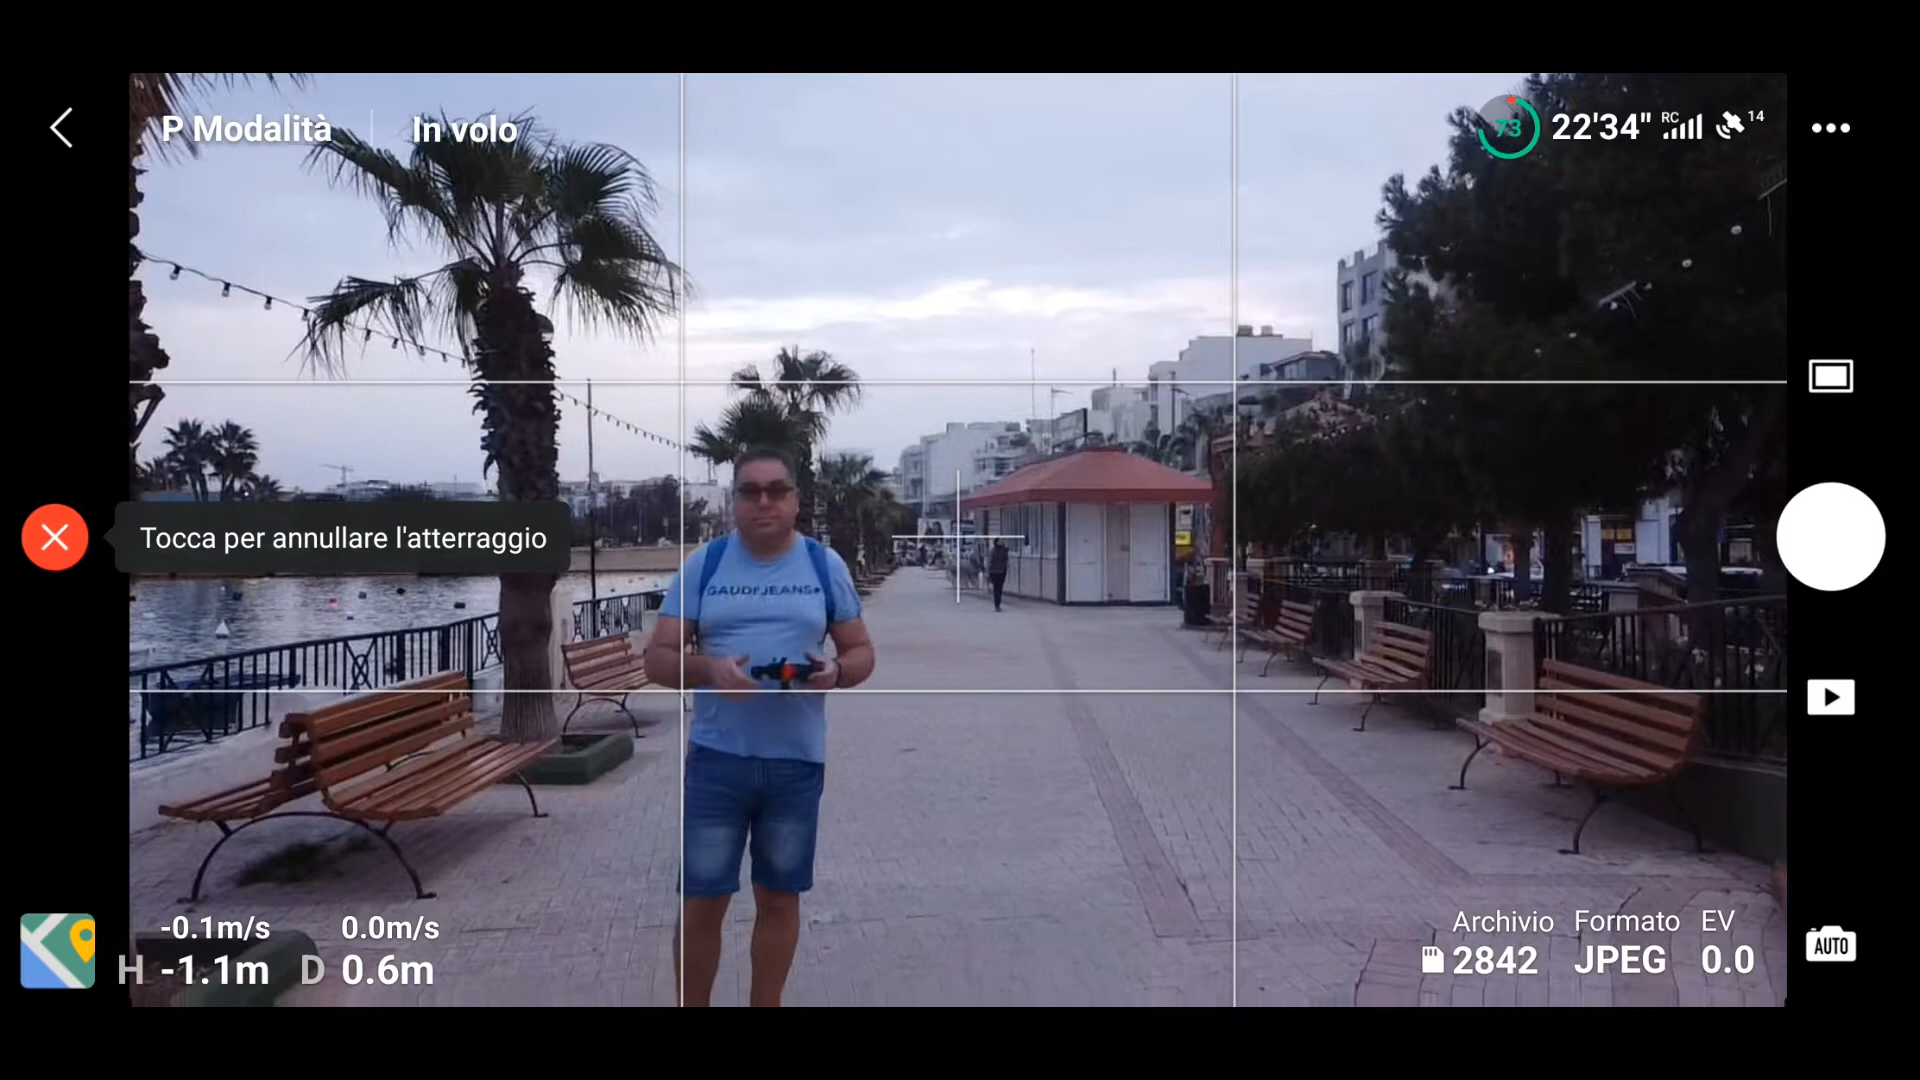 P Modalità
In volo
73
22'34"
RC
14
Tocca per annullare l'atterraggio
GAUDI JEANS
-0.1m/s
0.0m/s
H -1.1m
D 0.6m
Archivio
Formato
EV
2842
JPEG
0.0
AUTO